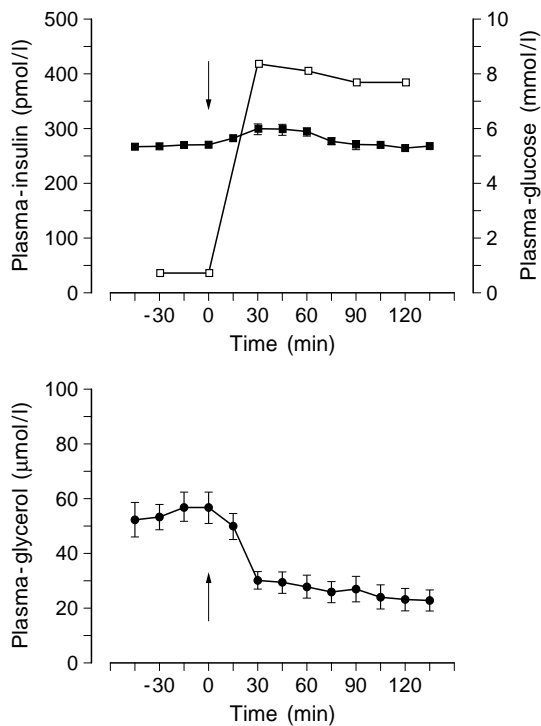 500
400
300
250
100
0
Plasma-insulin (pmol/l)
10
8
6
4
2
0
Plasma-glucose (mmol/l)
-30 0 30 60 90 120
Time (min)
100
80
60
40
20
0
Plasma-glycerol (μmol/l)
-30 0 30 60 90 120
Time (min)